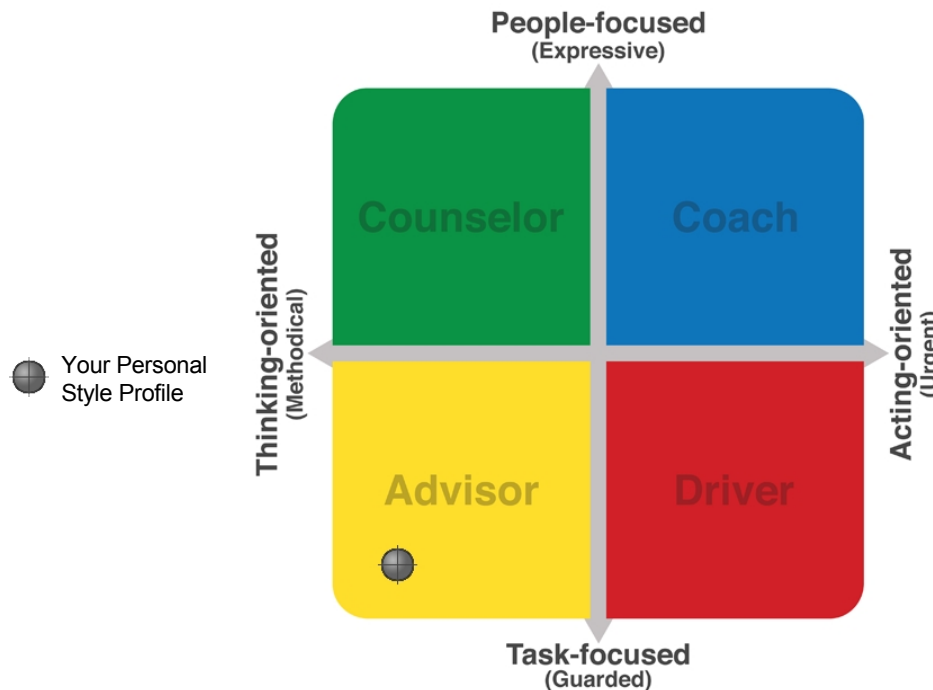 People-focused
(Expressive)
Counselor
Coach
Thinking-oriented
(Methodical)
Acting-oriented
(Urgent)
Your Personal
Style Profile
Advisor
Driver
Task-focused
(Guarded)